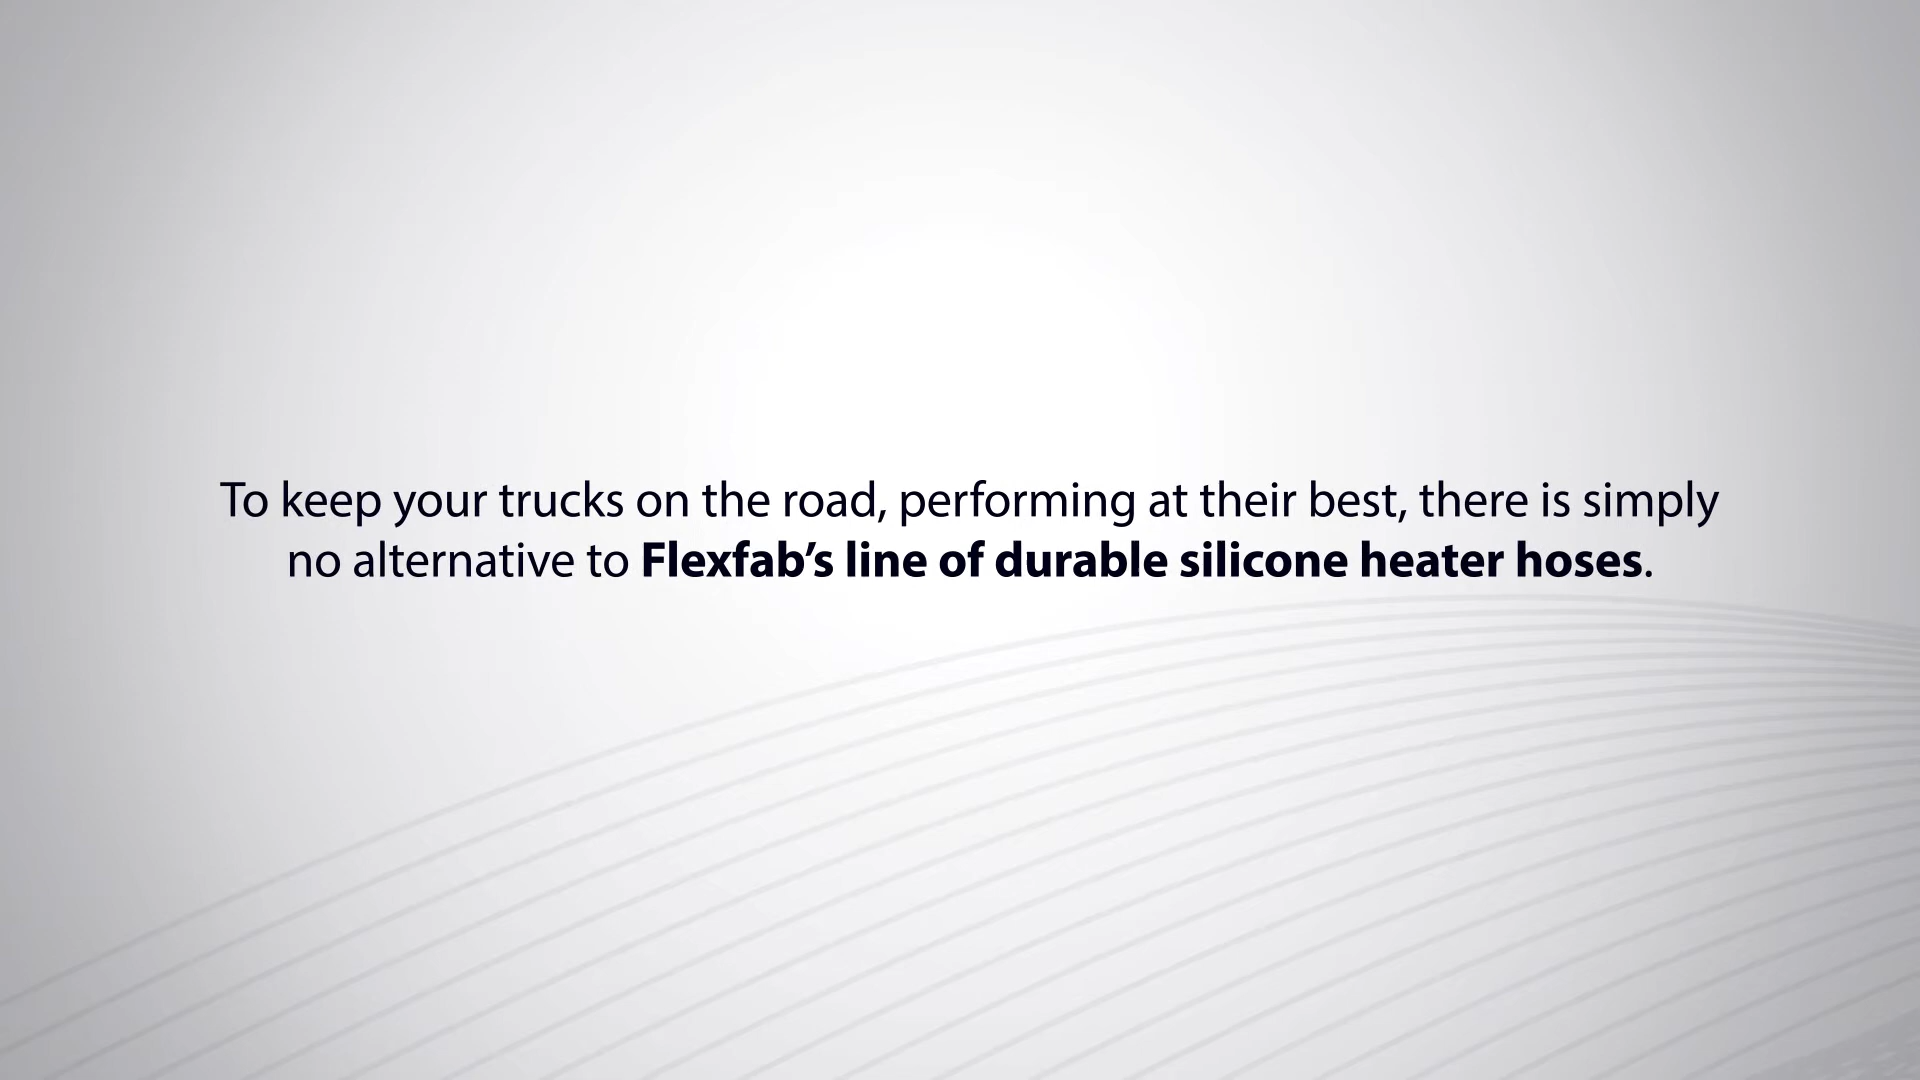 To keep your trucks on the road, performing at their best, there is simply
no alternative to Flexfab’s line of durable silicone heater hoses.